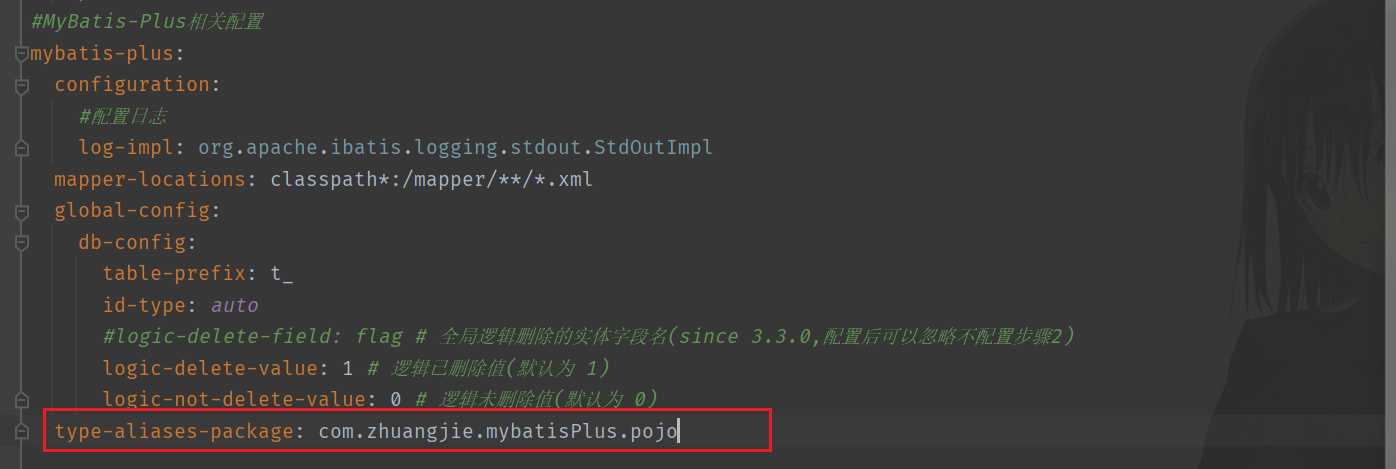 #MyBatis-Plus相关配置
mybatis-plus:
configuration:
#配置日志
log-impl: org.apache.ibatis.logging.stdout.StdOutImpl
mapper-locations: classpath*:/mapper/**/*.xml
global-config:
db-config:
table-prefix: t_
id-type: auto
#logic-delete-field: flag # 全局逻辑删除的实体字段名(since 3.3.0,配置后可以忽略不配置步骤2)
logic-delete-value: 1 # 逻辑已删除值(默认为 1)
logic-not-delete-value: 0 # 逻辑未删除值(默认为 0)
type-aliases-package: com.zhuangjie.mybatisPlus.pojo